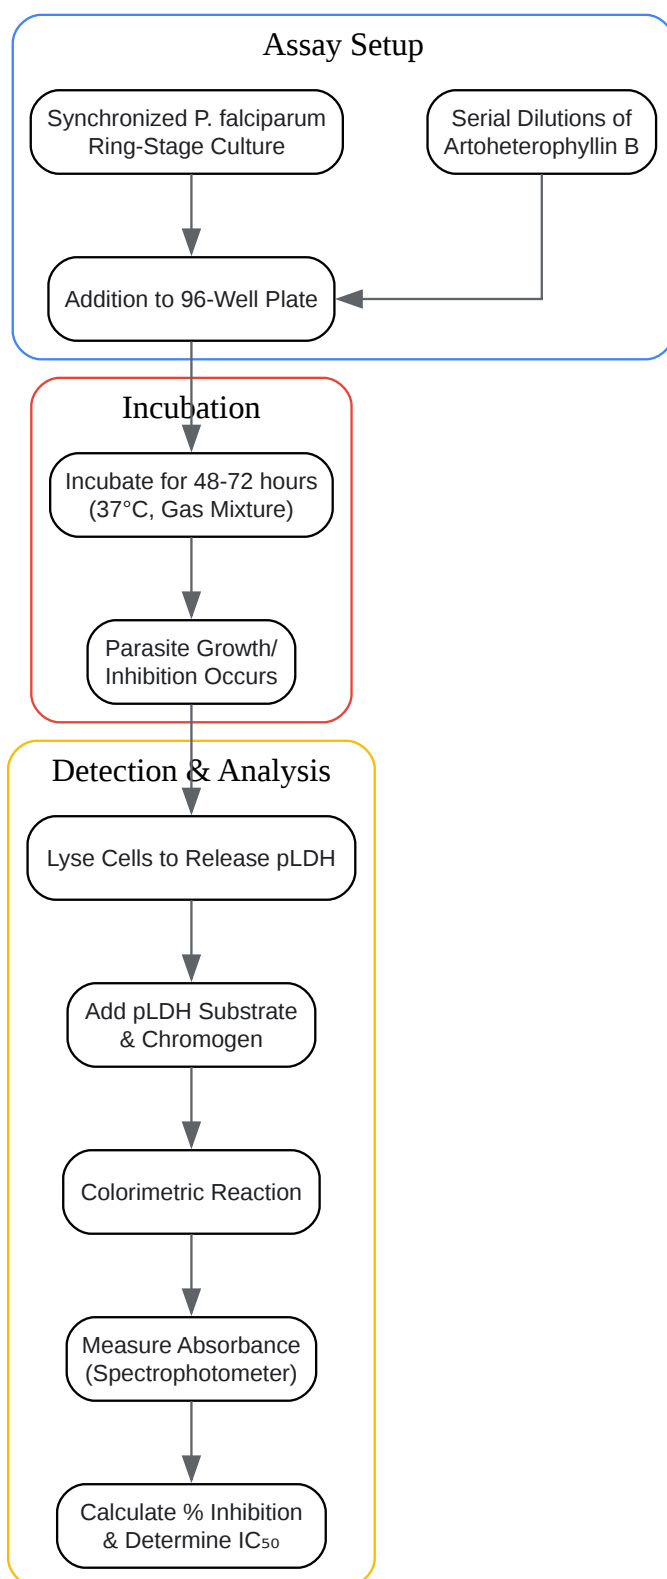 Assay Setup
Synchronized P. falciparum
Ring-Stage Culture
Serial Dilutions of
Artoheterophyllin B
Addition to 96-Well Plate
Incubation
Incubate for 48-72 hours
(37°C, Gas Mixture)
Parasite Growth/
Inhibition Occurs
Detection & Analysis
Lyse Cells to Release pLDH
Add pLDH Substrate
& Chromogen
Colorimetric Reaction
Measure Absorbance
(Spectrophotometer)
Calculate % Inhibition
& Determine IC₅₀